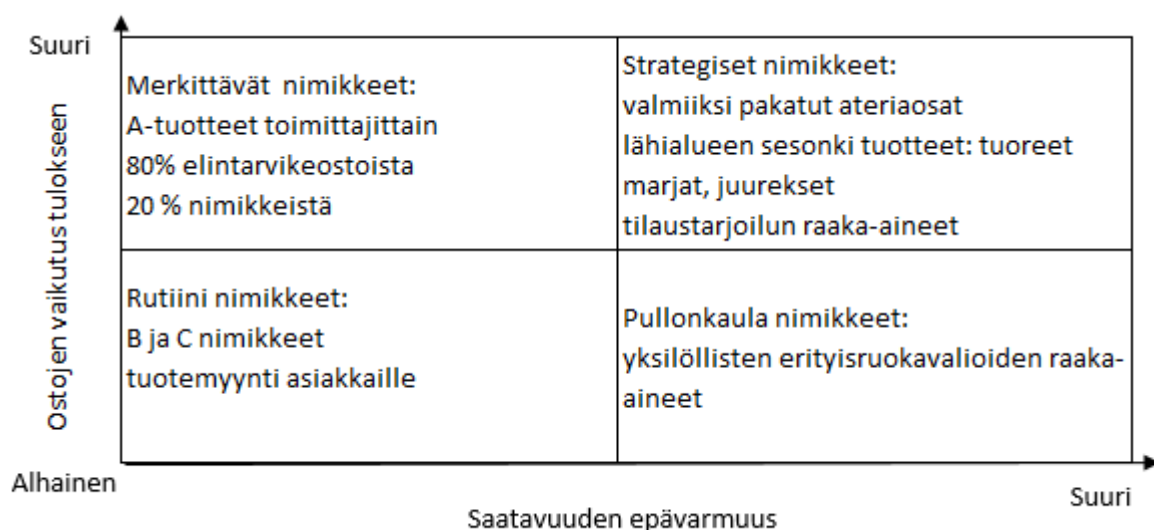 Suuri
Ostojen vaikutus tulokseen
Merkittävät nimikkeet:
A-tuotteet toimittajittain
80% elintarvikeostoista
20 % nimikkeistä
Strategiset nimikkeet:
valmiiksi pakatut ateriaosat
lähialueen sesonki tuotteet: tuoreet
marjat, juurekset
tilaustarjoilun raaka-aineet
Rutiini nimikkeet:
B ja C nimikkeet
tuotemyynti asiakkaille
Pullonkaula nimikkeet:
yksilöllisten erityisruokavalioiden raaka-
aineet
Alhainen
Suuri
Saatavuuden epävarmuus